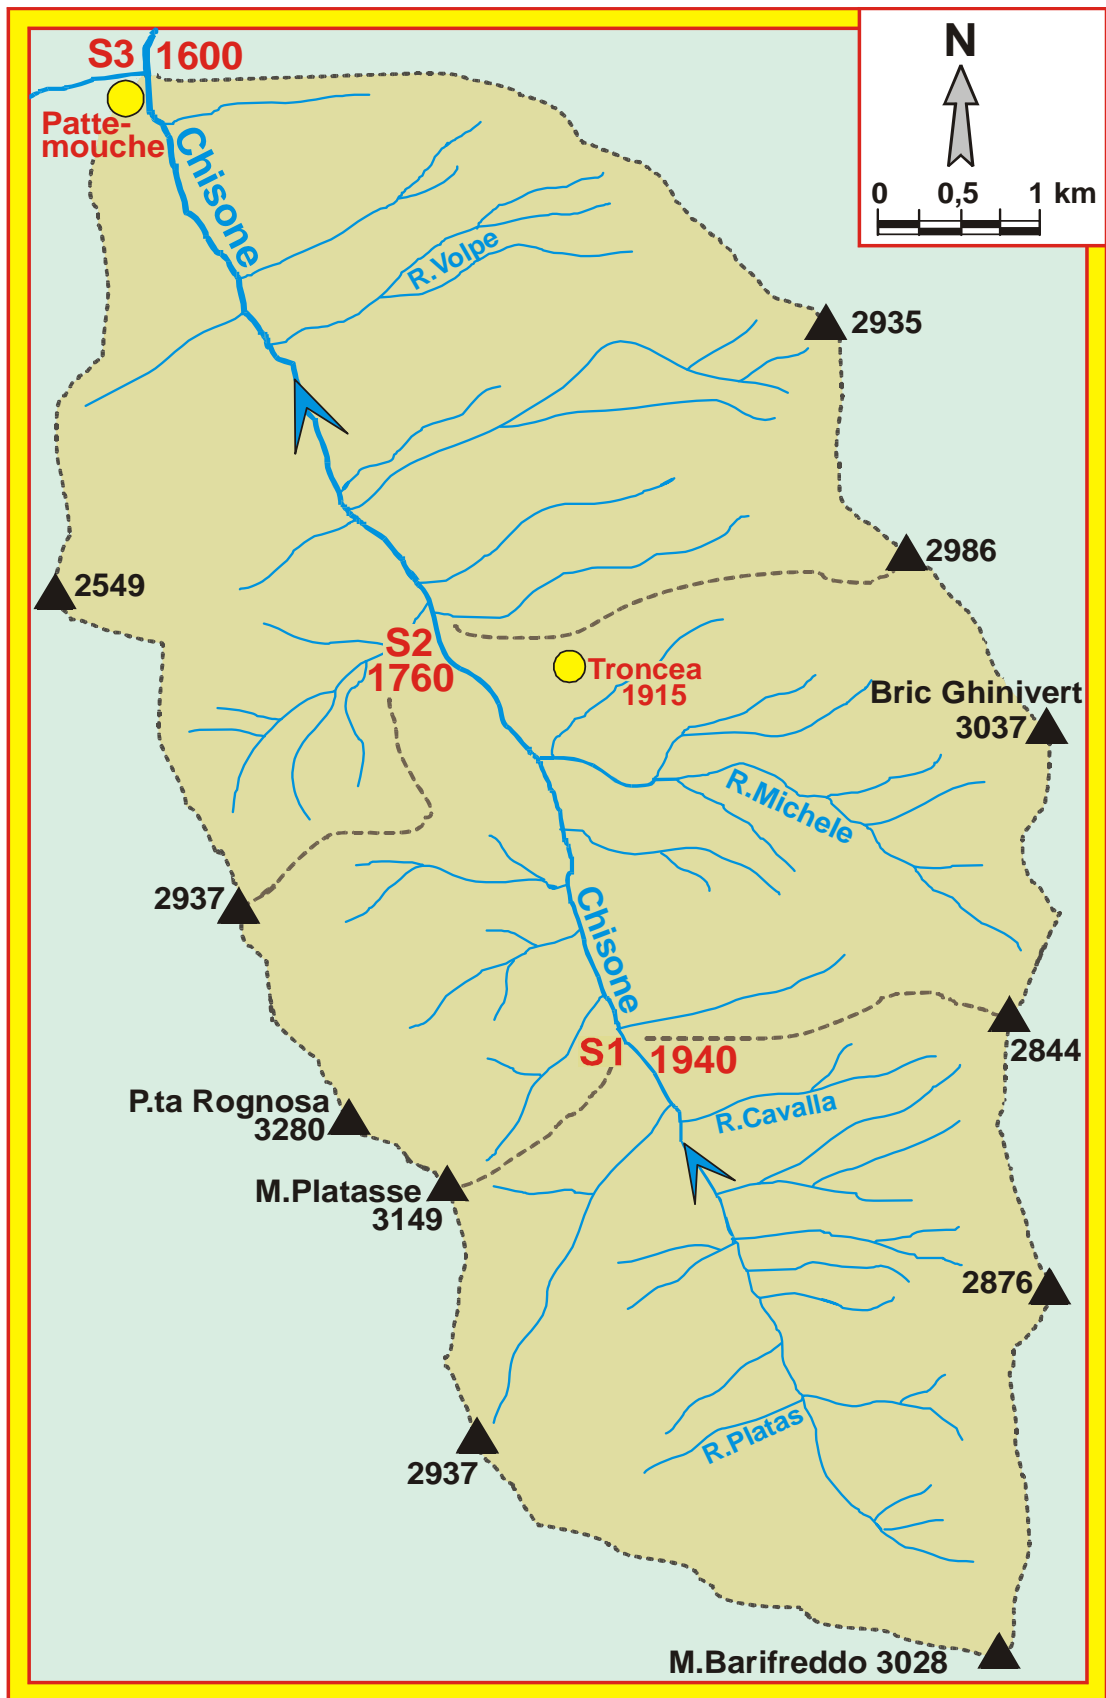 S3 1600
N
0 0,5 1 km
Patte-
mouche
Chisone
R.Volpe
2935
2986
2549
S2
1760
Troncea
1915
Bric Ghinivert
3037
R.Michele
2937
Chisone
S1 1940
2844
R.Cavalla
P.ta Rognosa
3280
M.Platasse
3149
2876
R.Platas
2937
M.Barifreddo 3028